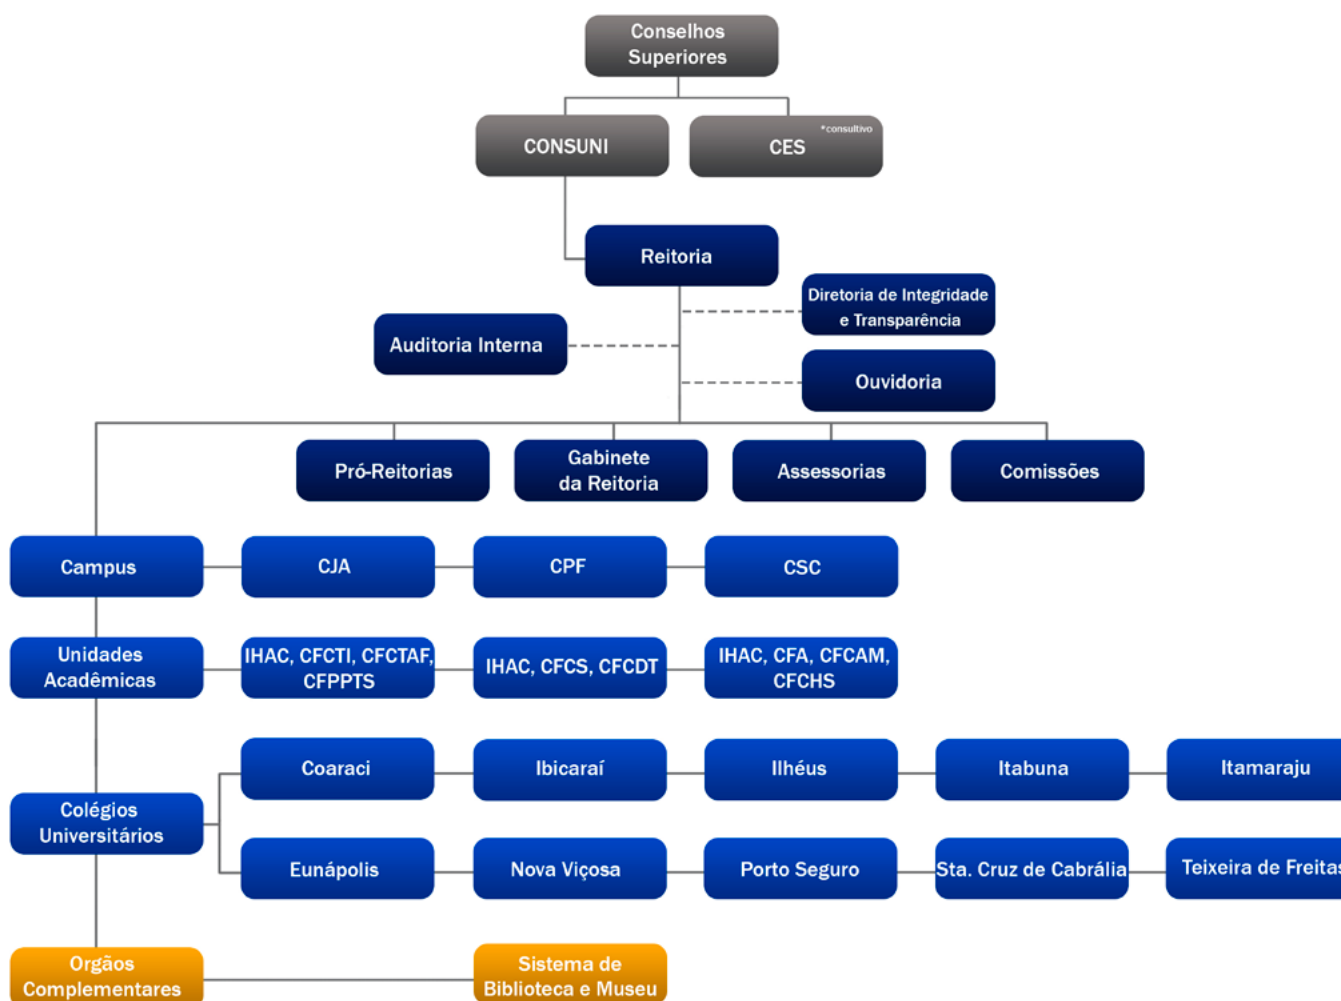 Conselhos
Superiores
CONSUNI
*consultivo
CES
Reitoria
Diretoria de Integridade
e Transparência
Auditoria Interna
Ouvidoria
Pró-Reitorias
Gabinete
da Reitoria
Assessorias
Comissões
Campus
CJA
CPF
CSC
Unidades
Acadêmicas
IHAC, CFCTI, CFCTAF,
CFPPTS
IHAC, CFCS, CFCDT
IHAC, CFA, CFCAM,
CFCHS
Colégios
Universitários
Coaraci
Ibicaraí
Ilhéus
Itabuna
Itamaraju
Eunápolis
Nova Viçosa
Porto Seguro
Sta. Cruz de Cabrália
Teixeira de Freitas
Orgãos
Complementares
Sistema de
Biblioteca e Museu